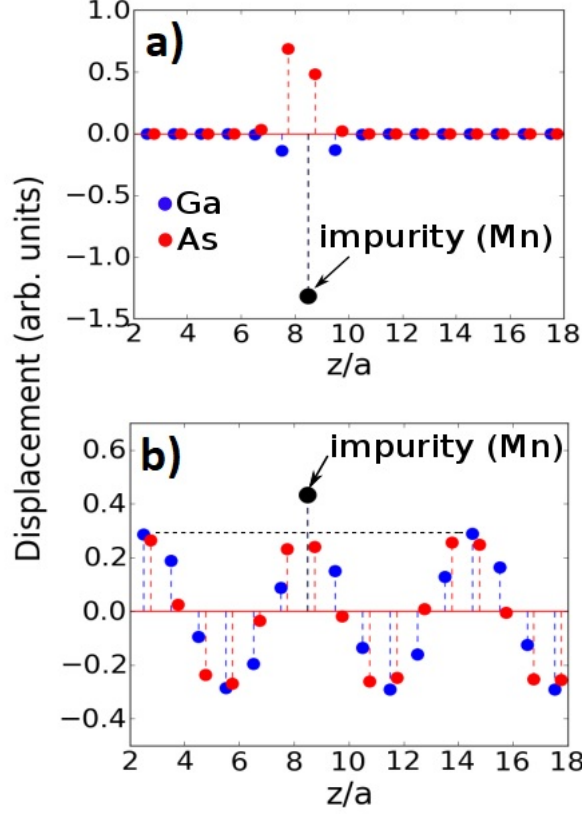 a)
1.0
0.5
0.0
−0.5
−1.0
−1.5
Ga
As
impurity (Mn)
2 4 6 8 10 12 14 16 18
z/a
Displacement (arb. units)
b)
impurity (Mn)
0.6
0.4
0.2
0.0
−0.2
−0.4
2 4 6 8 10 12 14 16 18
z/a